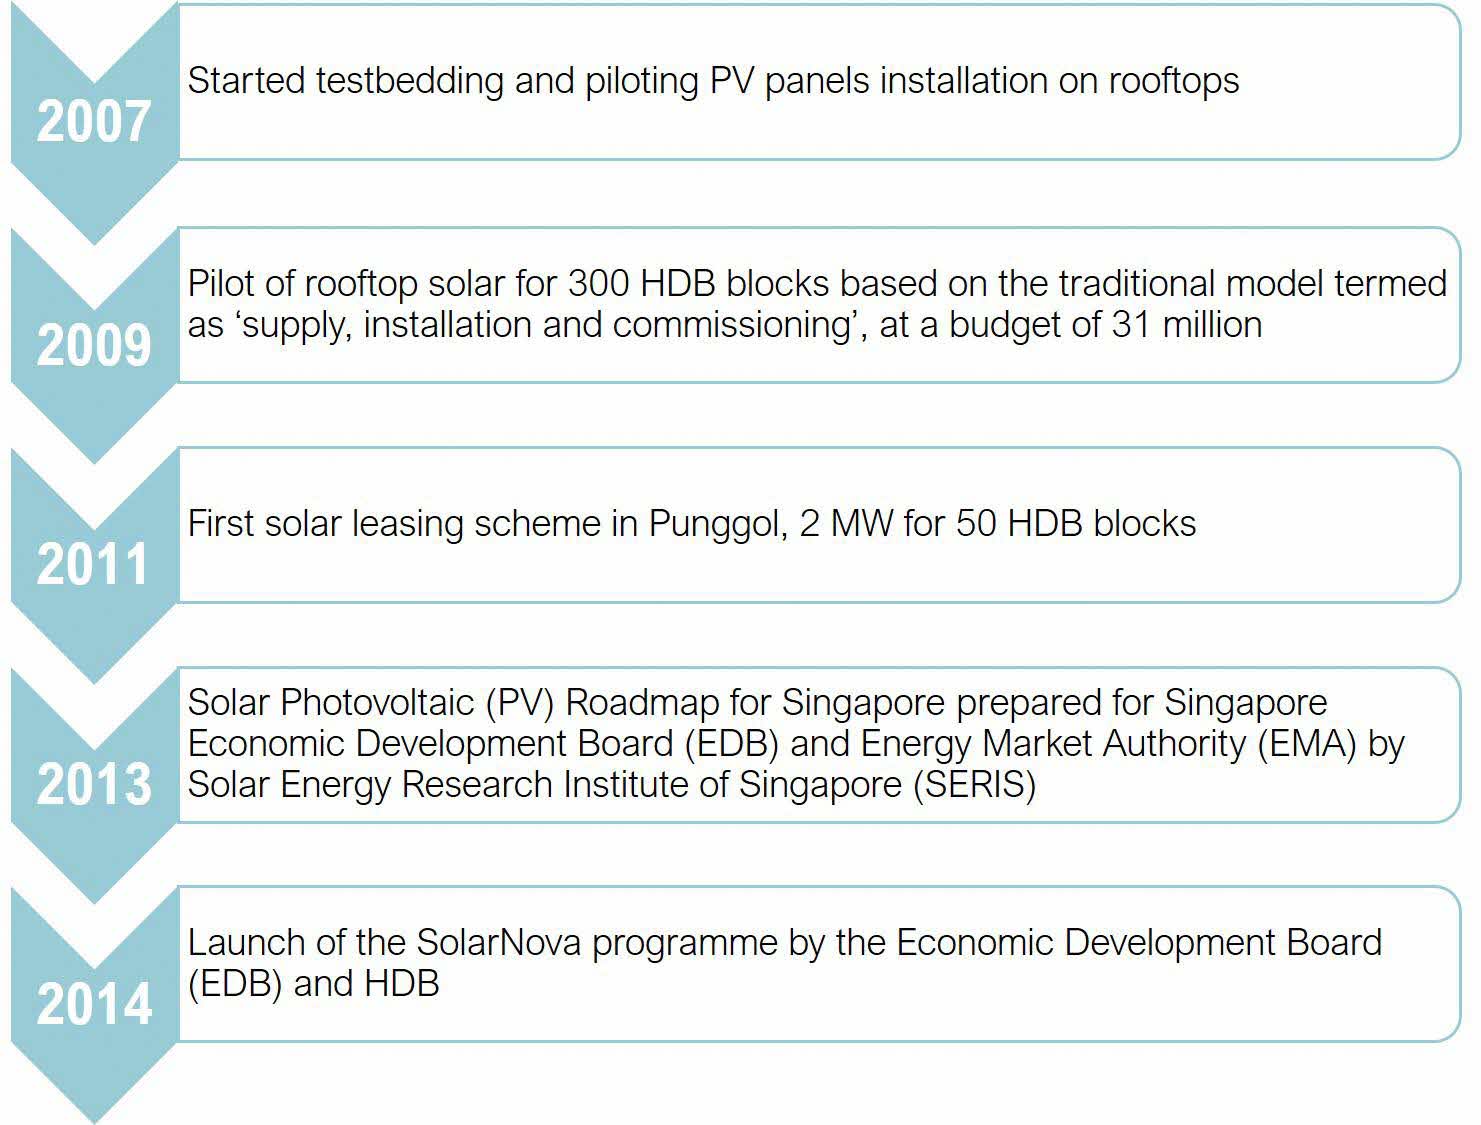 2007
Started testbedding and piloting PV panels installation on rooftops
2009
Pilot of rooftop solar for 300 HDB blocks based on the traditional model termed
as ‘supply, installation and commissioning’, at a budget of 31 million
2011
First solar leasing scheme in Punggol, 2 MW for 50 HDB blocks
2013
Solar Photovoltaic (PV) Roadmap for Singapore prepared for Singapore
Economic Development Board (EDB) and Energy Market Authority (EMA) by
Solar Energy Research Institute of Singapore (SERIS)
2014
Launch of the SolarNova programme by the Economic Development Board
(EDB) and HDB